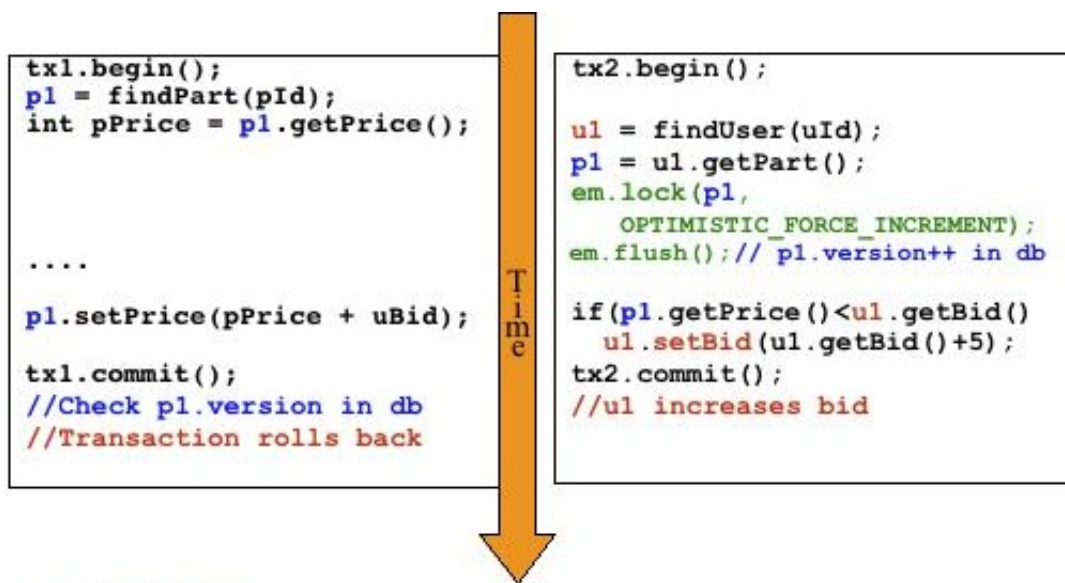 tx1.begin();
p1 = findPart(pId);
int pPrice = p1.getPrice();
....
p1.setPrice(pPrice + uBid);
tx1.commit();
//Check p1.version in db
//Transaction rolls back
Time
tx2.begin();
u1 = findUser(uId);
p1 = u1.getPart();
em.lock(p1,
OPTIMISTIC_FORCE_INCREMENT);
em.flush();// p1.version++ in db
if(p1.getPrice()<u1.getBid()
u1.setBid(u1.getBid()+5);
tx2.commit();
//u1 increases bid